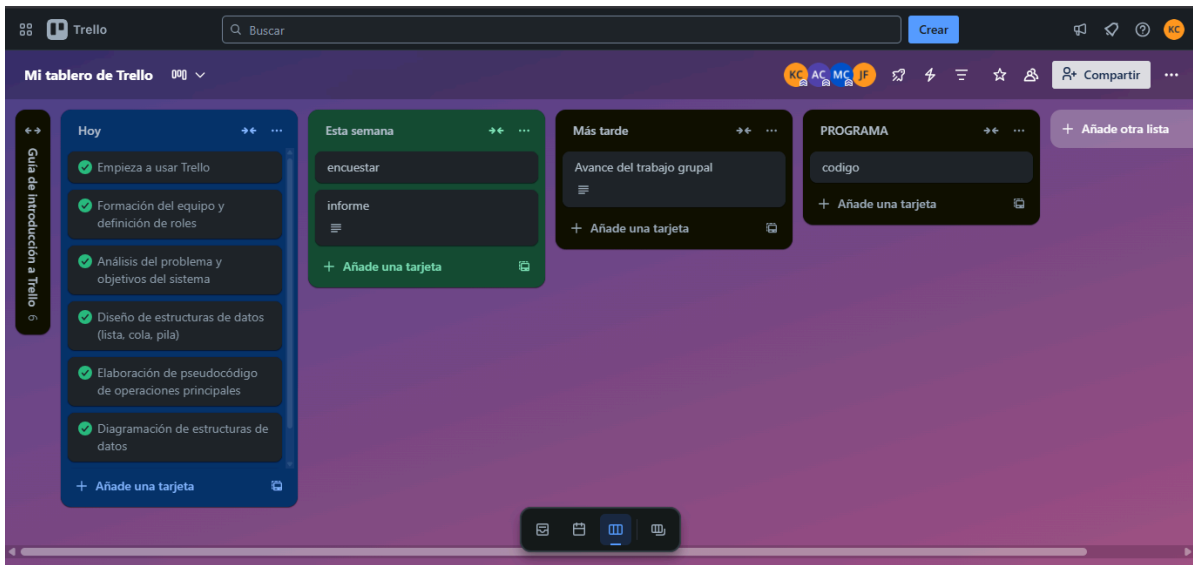 Trello
Buscar
Crear
KC
Mi tablero de Trello
KC AC MC JF
Compartir
Guía de introducción a Trello 6
Hoy
Empieza a usar Trello
Formación del equipo y
definición de roles
Análisis del problema y
objetivos del sistema
Diseño de estructuras de datos
(lista, cola, pila)
Elaboración de pseudocódigo
de operaciones principales
Diagramación de estructuras de
datos
Añade una tarjeta
Esta semana
encuestar
informe
Añade una tarjeta
Más tarde
Avance del trabajo grupal
Añade una tarjeta
PROGRAMA
codigo
Añade una tarjeta
Añade otra lista